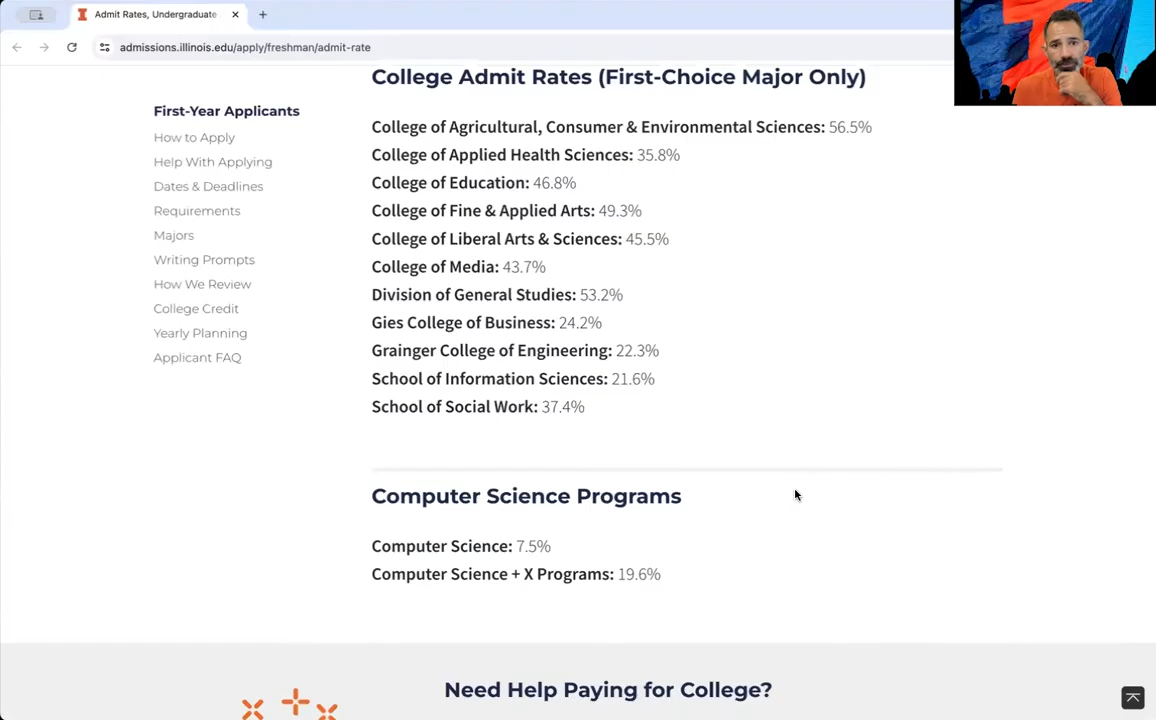 Admit Rates, Undergraduate
admissions.illinois.edu/apply/freshman/admit-rate
First-Year Applicants
How to Apply
Help With Applying
Dates & Deadlines
Requirements
Majors
Writing Prompts
How We Review
College Credit
Yearly Planning
Applicant FAQ
College Admit Rates (First-Choice Major Only)
College of Agricultural, Consumer & Environmental Sciences: 56.5%
College of Applied Health Sciences: 35.8%
College of Education: 46.8%
College of Fine & Applied Arts: 49.3%
College of Liberal Arts & Sciences: 45.5%
College of Media: 43.7%
Division of General Studies: 53.2%
Gies College of Business: 24.2%
Grainger College of Engineering: 22.3%
School of Information Sciences: 21.6%
School of Social Work: 37.4%
Computer Science Programs
Computer Science: 7.5%
Computer Science + X Programs: 19.6%
Need Help Paying for College?